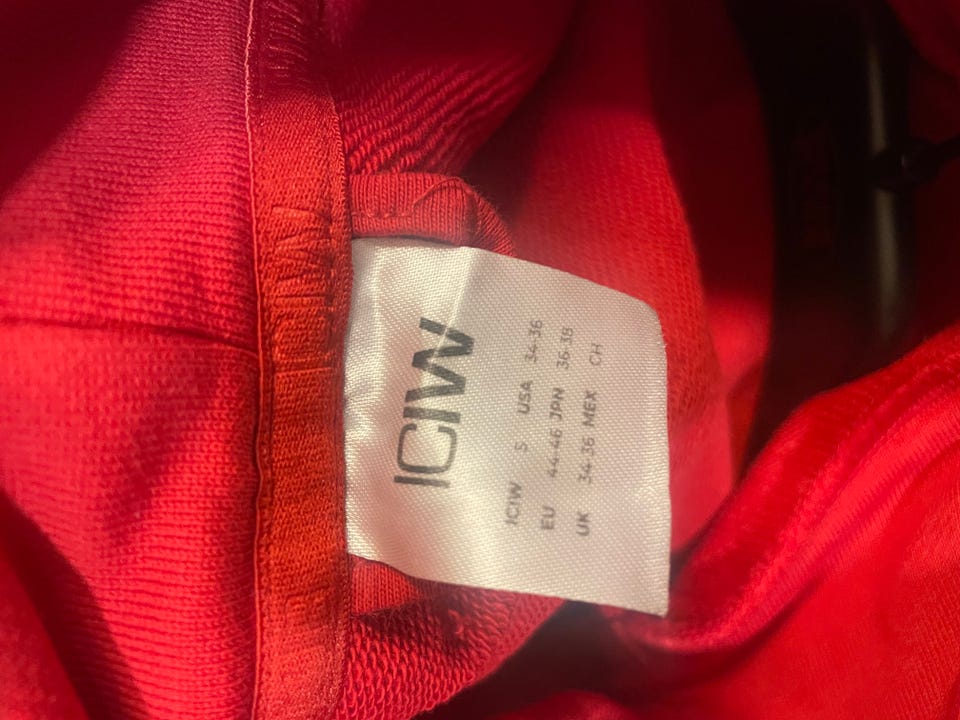 ICIW
ICIW S USA 34-36
EU 44-46 JPN 36-38
UK 34-36 MEX CH